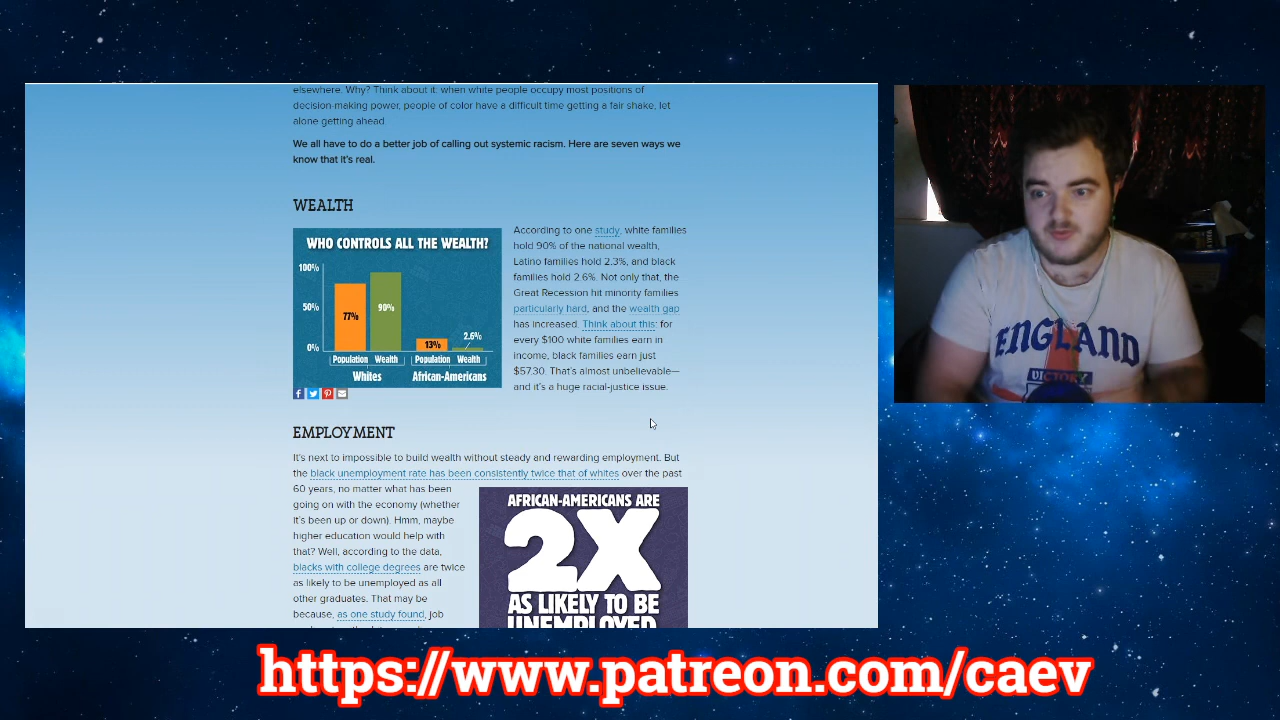 elsewhere. Why? Think about it: when white people occupy most positions of
decision-making power, people of color have a difficult time getting a fair shake, let
alone getting ahead
We all have to do a better job of calling out systemic racism. Here are seven ways we
know that it's real.
WEALTH
WHO CONTROLS ALL THE WEALTH?
100%
50%
0%
77%
90%
13%
2.6%
Population
Wealth
Population
Wealth
Whites
African-Americans
According to one study, white families
hold 90% of the national wealth,
Latino families hold 2.3%, and black
families hold 2.6%. Not only that, the
Great Recession hit minority families
particularly hard, and the wealth gap
has increased. Think about this: for
every $100 white families earn in
income, black families earn just
$57.30. That's almost unbelievable—
and it's a huge racial-justice issue.
EMPLOYMENT
It's next to impossible to build wealth without steady and rewarding employment. But
the black unemployment rate has been consistently twice that of whites over the past
60 years, no matter what has been
going on with the economy (whether
it's been up or down). Hmm, maybe
higher education would help with
that? Well, according to the data,
blacks with college degrees are twice
as likely to be unemployed as all
other graduates. That may be
because, as one study found, job
AFRICAN-AMERICANS ARE
2X
AS LIKELY TO BE
UNEMPLOYED
ENGLAND
VICTORY
https://www.patreon.com/caev